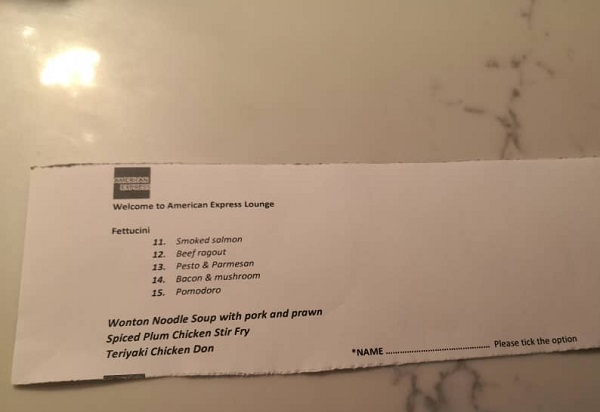 AMERICAN
EXPRESS
Welcome to American Express Lounge
Fettucini
11. Smoked salmon
12. Beef ragout
13. Pesto & Parmesan
14. Bacon & mushroom
15. Pomodoro
Wonton Noodle Soup with pork and prawn
Spiced Plum Chicken Stir Fry
Teriyaki Chicken Don
*NAME ........................................ Please tick the option